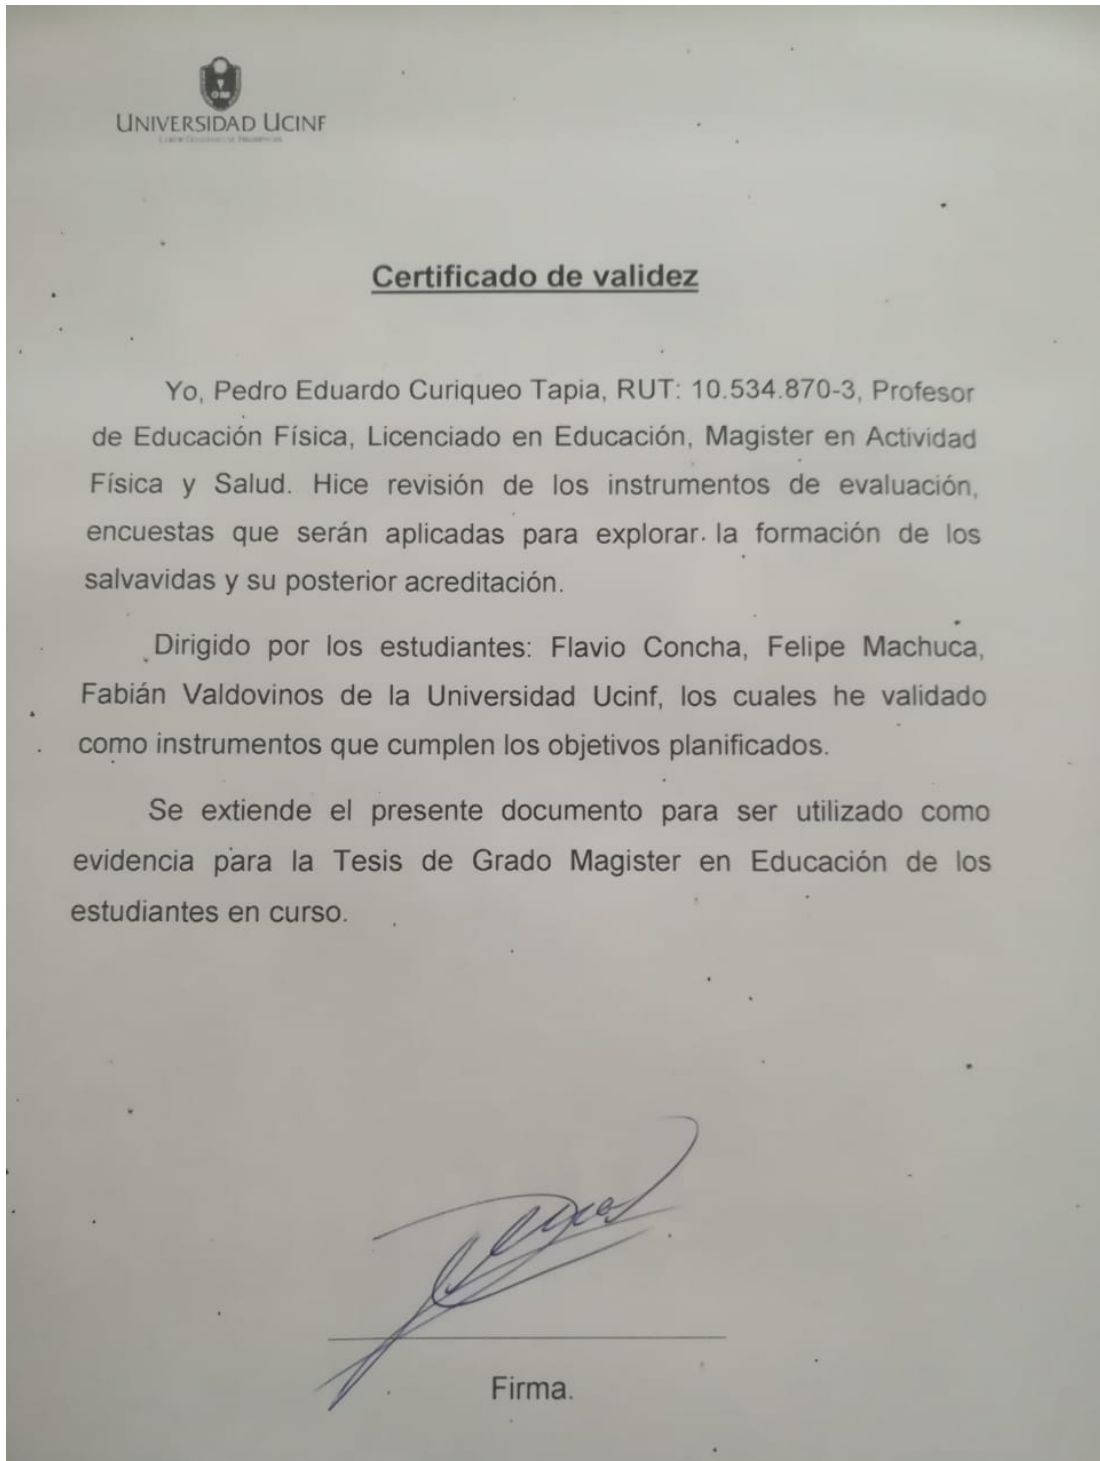 UNIVERSIDAD UCINF
Certificado de validez
Yo, Pedro Eduardo Curiqueo Tapia, RUT: 10.534.870-3, Profesor
de Educación Física, Licenciado en Educación, Magister en Actividad
Física y Salud. Hice revisión de los instrumentos de evaluación,
encuestas que serán aplicadas para explorar la formación de los
salvavidas y su posterior acreditación.
Dirigido por los estudiantes: Flavio Concha, Felipe Machuca,
Fabián Valdovinos de la Universidad Ucinf, los cuales he validado
como instrumentos que cumplen los objetivos planificados.
Se extiende el presente documento para ser utilizado como
evidencia para la Tesis de Grado Magister en Educación de los
estudiantes en curso.
Firma.